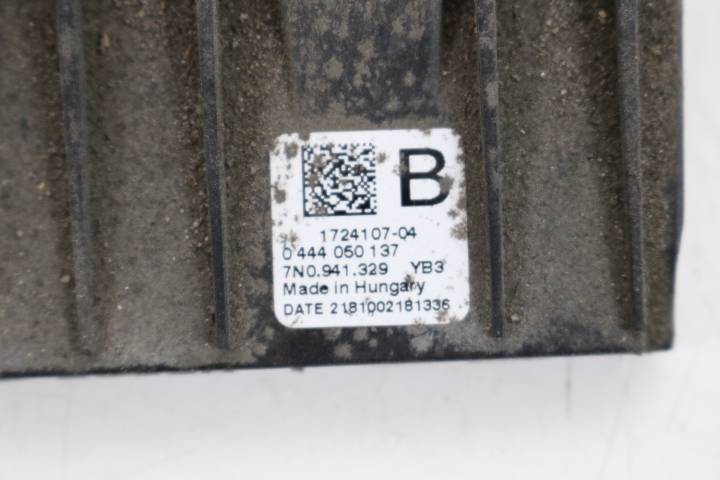 B
1724107-04
0 444 050 137
7N0.941.329 YB3
Made in Hungary
DATE 2181002181336